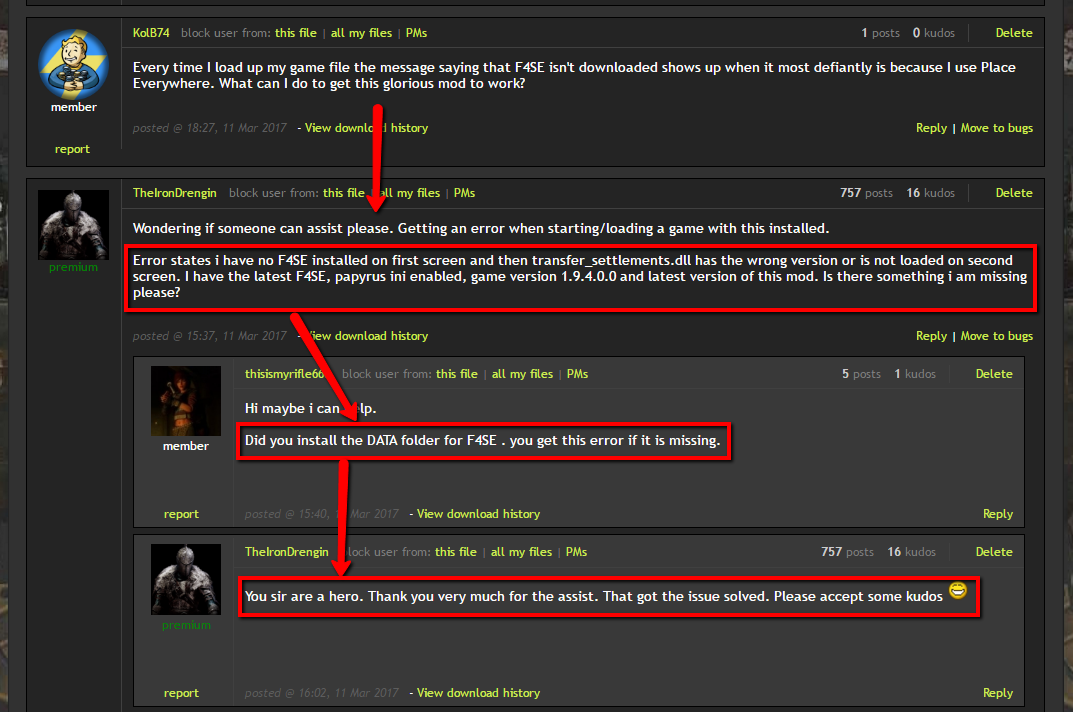 KolB74 block user from: this file | all my files | PMs 1 posts 0 kudos Delete
Every time I load up my game file the message saying that F4SE isn't downloaded shows up when it most defiantly is because I use Place
Everywhere. What can I do to get this glorious mod to work?
member
posted @ 18:27, 11 Mar 2017 - View download history Reply | Move to bugs
report
TheIronDrengin block user from: this file all my files | PMs 757 posts 16 kudos Delete
Wondering if someone can assist please. Getting an error when starting/loading a game with this installed.
Error states i have no F4SE installed on first screen and then transfer_settlements.dll has the wrong version or is not loaded on second
premium
screen. I have the latest F4SE, papyrus ini enabled, game version 1.9.4.0.0 and latest version of this mod. Is there something i am missing
please?
posted @ 15:37, 11 Mar 2017 - View download history Reply | Move to bugs
block user from: this file | all my files | PMs 5 posts 1 kudos Delete
Hi maybe i can help.
Did you install the DATA folder for F4SE . you get this error if it is missing.
member
report posted @ 15:40, 11 Mar 2017 - View download history Reply
TheIronDrengin block user from: this file | all my files | PMs 757 posts 16 kudos Delete
You sir are a hero. Thank you very much for the assist. That got the issue solved. Please accept some kudos
premium
report posted @ 16:02, 11 Mar 2017 - View download history Reply